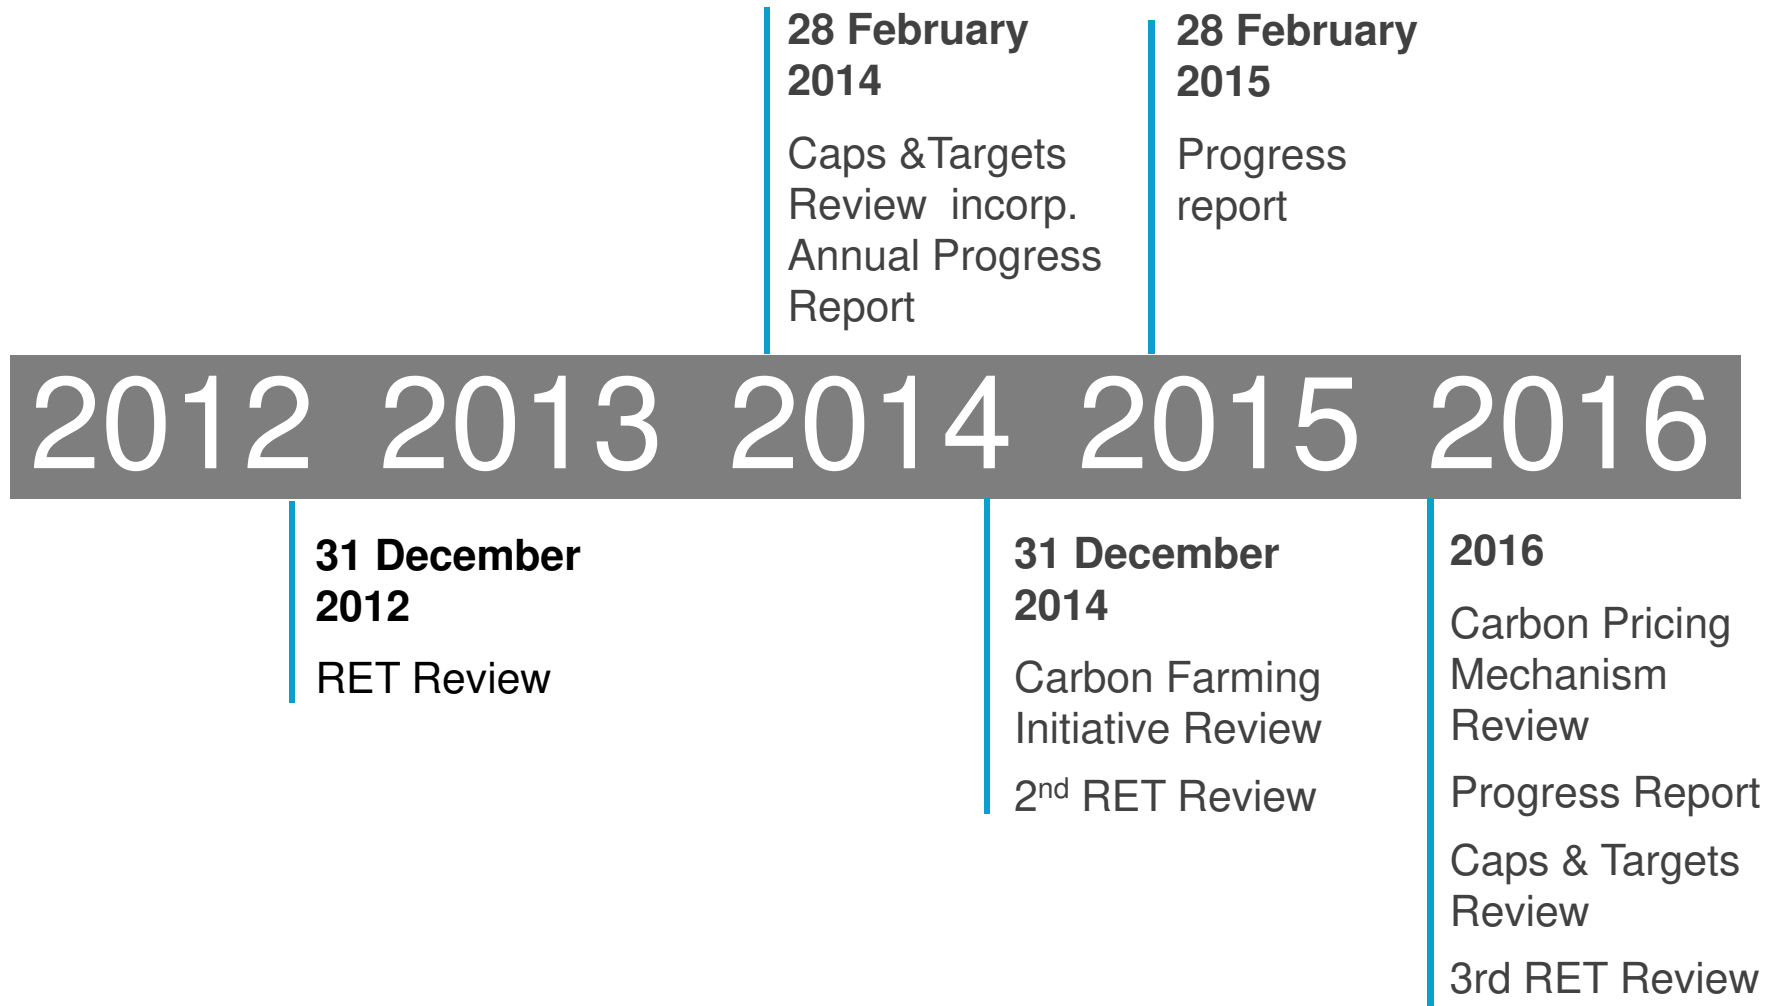 28 February
2014
Caps &Targets
Review incorp.
Annual Progress
Report
28 February
2015
Progress
report
2012 2013 2014 2015 2016
31 December
2012
RET Review
31 December
2014
Carbon Farming
Initiative Review
2nd RET Review
2016
Carbon Pricing
Mechanism
Review
Progress Report
Caps & Targets
Review
3rd RET Review